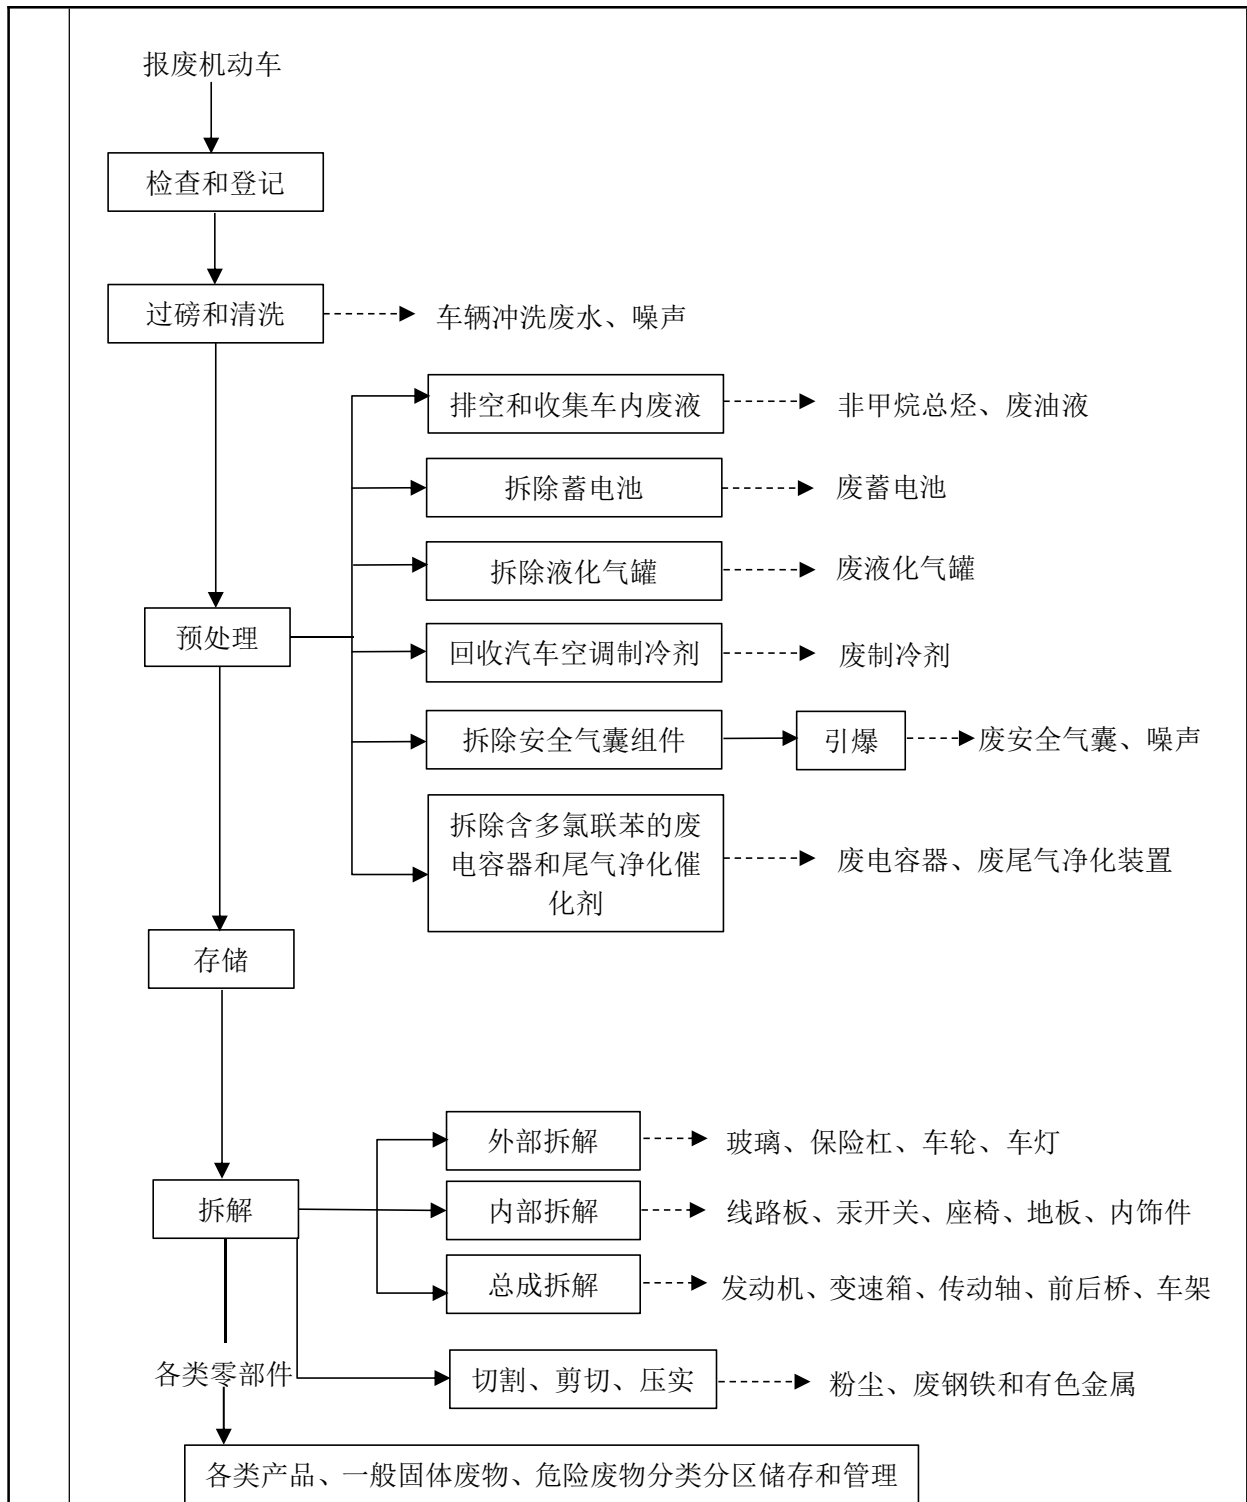 报废机动车
检查和登记
过磅和清洗
车辆冲洗废水、噪声
排空和收集车内废液
非甲烷总烃、废油液
拆除蓄电池
废蓄电池
拆除液化气罐
废液化气罐
预处理
回收汽车空调制冷剂
废制冷剂
拆除安全气囊组件
引爆
废安全气囊、噪声
拆除含多氯联苯的废
电容器和尾气净化催
化剂
废电容器、废尾气净化装置
存储
外部拆解
玻璃、保险杠、车轮、车灯
拆解
内部拆解
线路板、汞开关、座椅、地板、内饰件
总成拆解
发动机、变速箱、传动轴、前后桥、车架
各类零部件
切割、剪切、压实
粉尘、废钢铁和有色金属
各类产品、一般固体废物、危险废物分类分区储存和管理